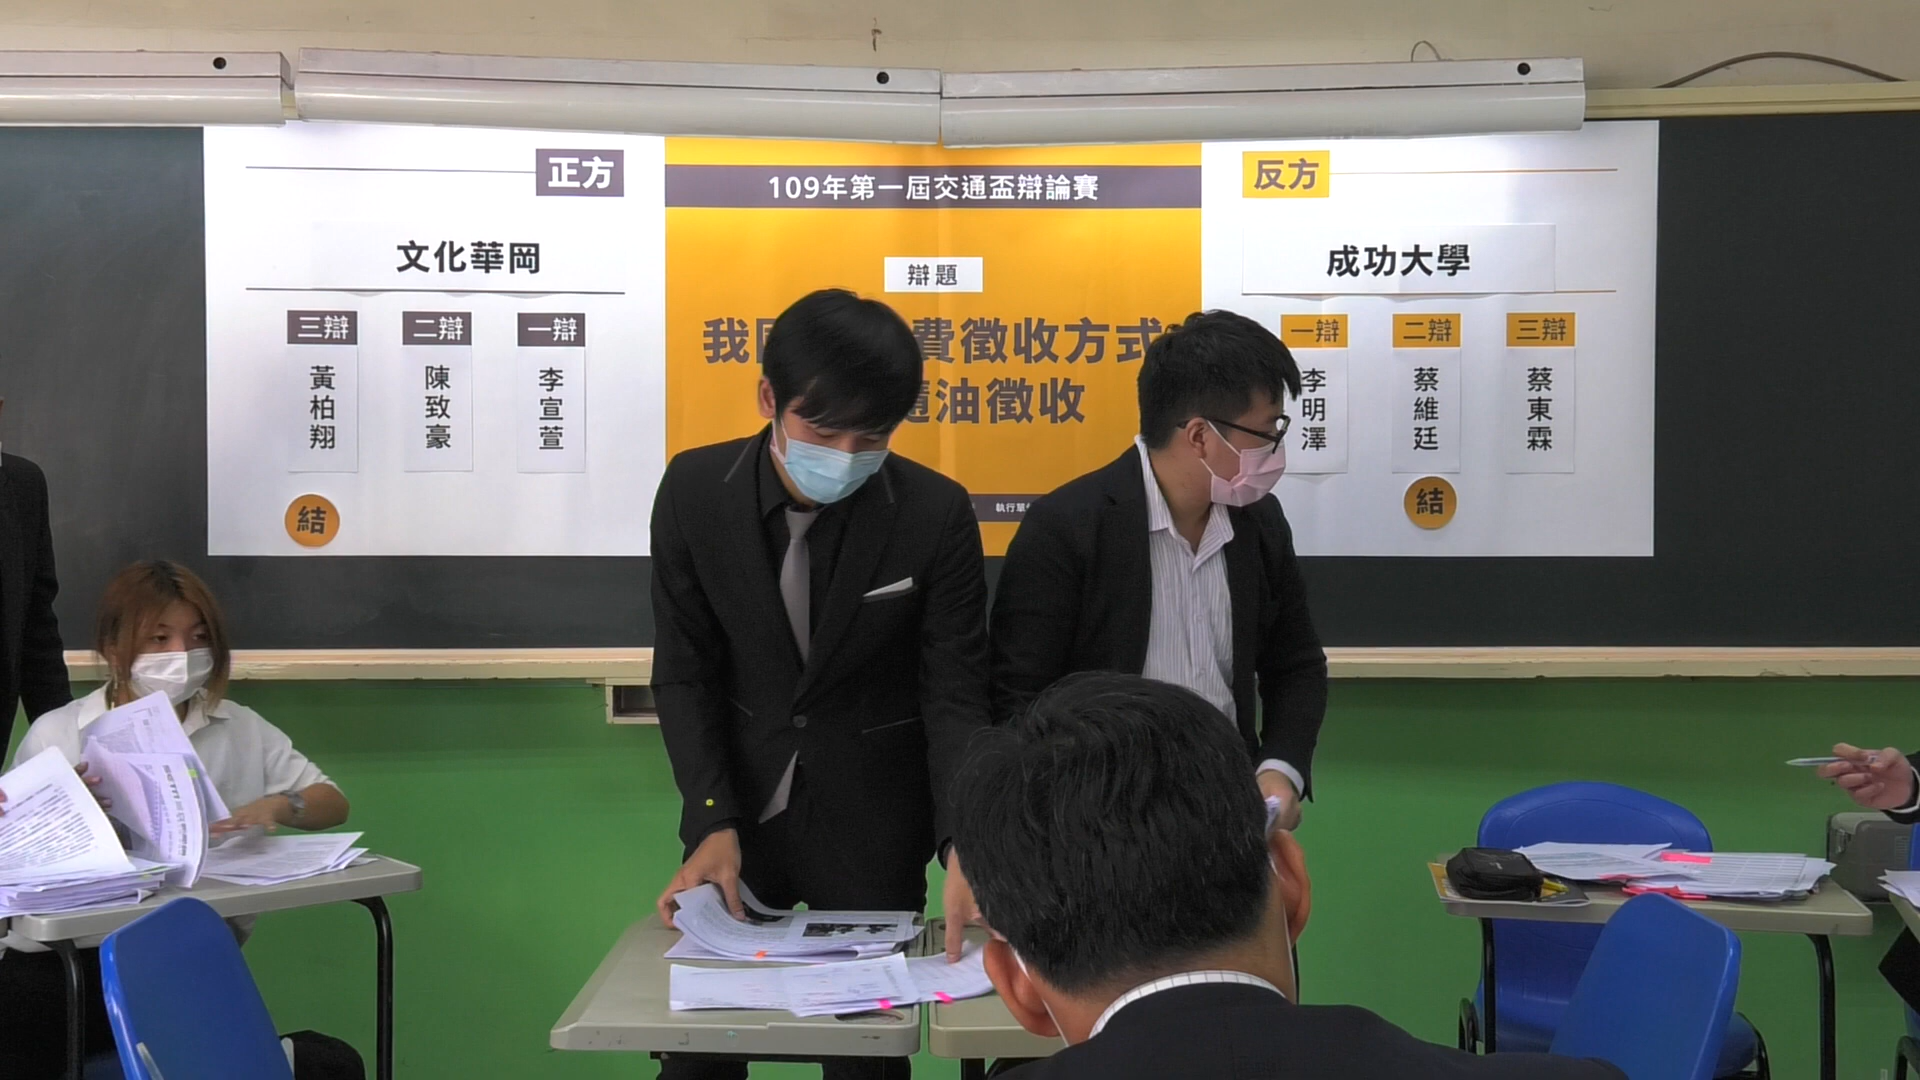 正方
文化華岡
三辯
二辯
一辯
黃柏翔
陳致豪
李宣萱
結
109年第一屆交通盃辯論賽
辯題
我
費徵收方式
隨油徵收
執行單
反方
成功大學
一辯
二辯
三辯
李明澤
蔡維廷
蔡東霖
結